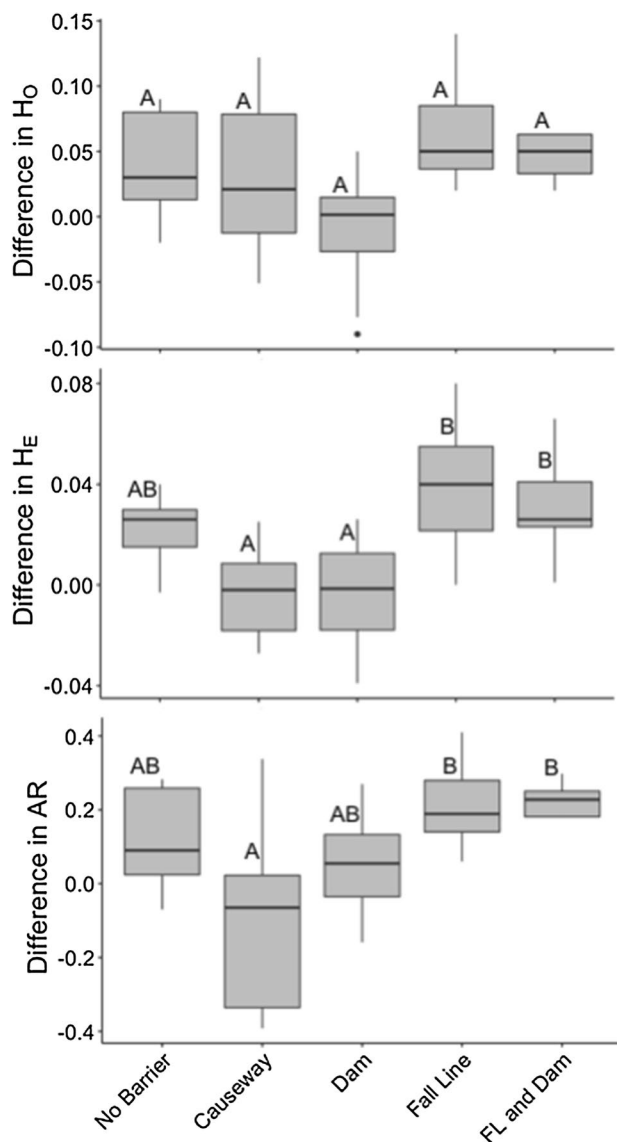 Difference in HO
0.15
0.10
0.05
0.00
-0.05
-0.10
A
A
A
A
A
Difference in HE
0.08
0.04
0.00
-0.04
AB
A
A
B
B
Difference in AR
0.4
0.2
0.0
-0.2
-0.4
AB
A
AB
B
B
No Barrier
Causeway
Dam
Fall Line
FL and Dam